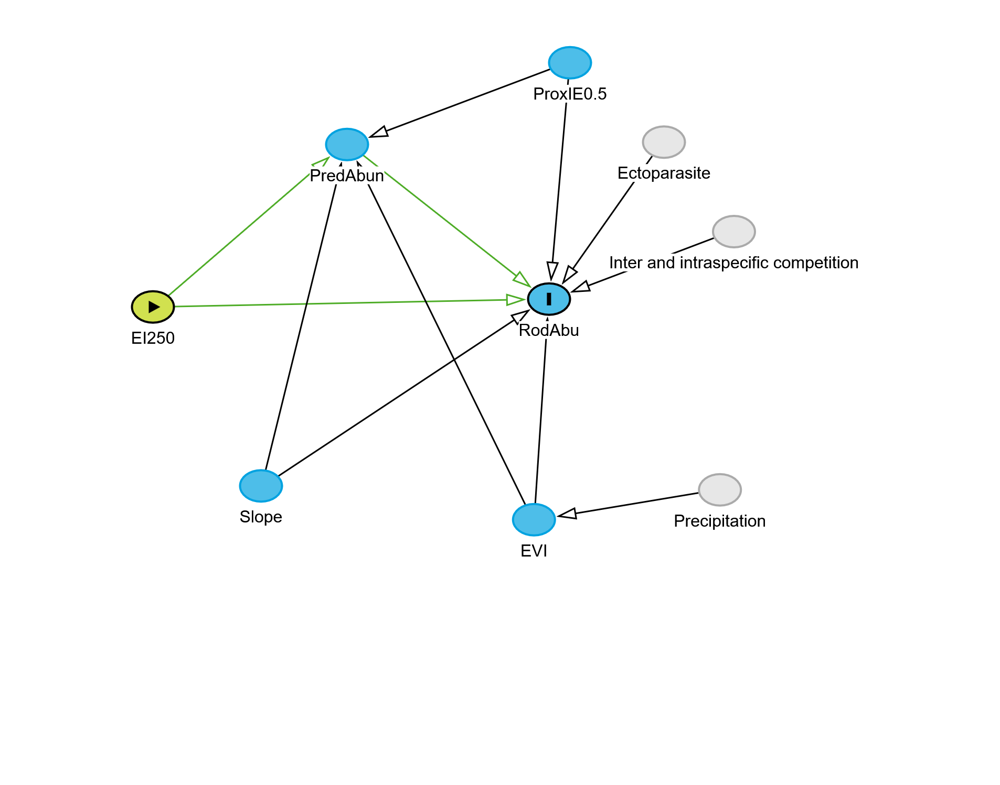 ProxIE0.5
Ectoparasite
PredAbun
Inter and intraspecific competition
RodAbu
EI250
Slope
Precipitation
EVI